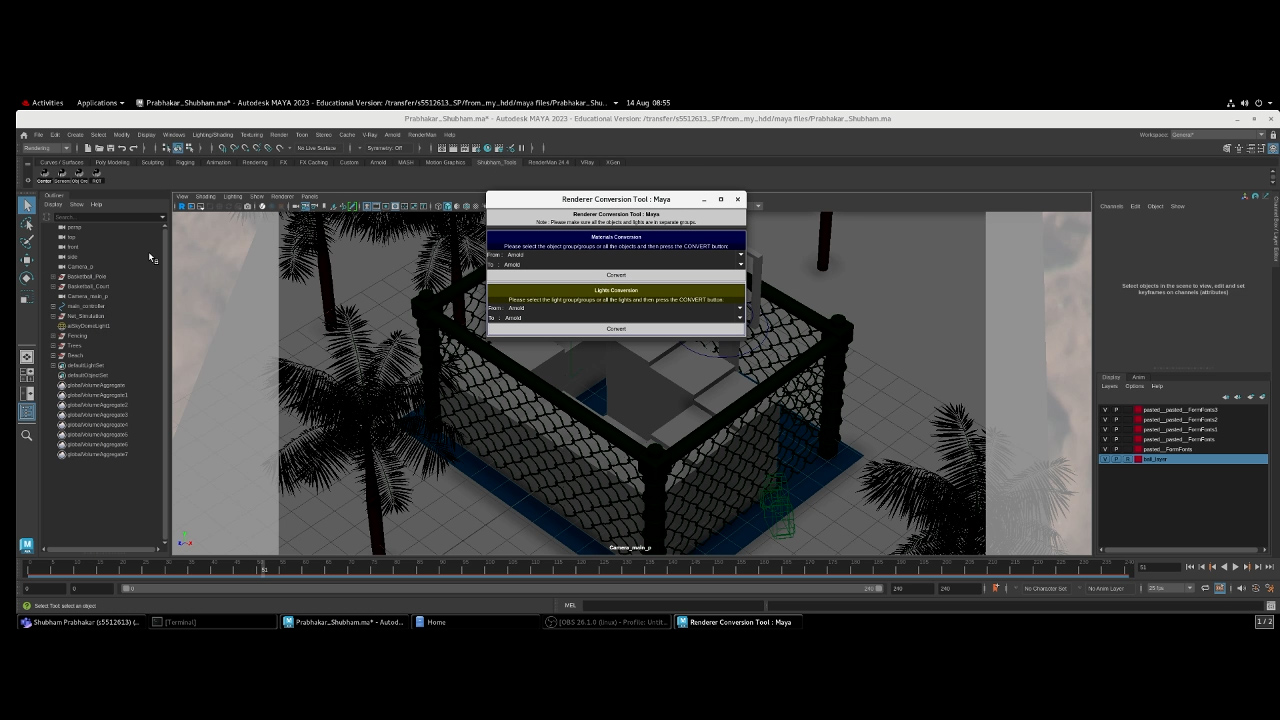 Activities Applications Prabhakar_Shubham.ma* - Autodesk MAYA 2023 - Educational Version: /transfer/s5512613_SP/from_my_hdd/maya files/Prabhakar_Shu... 14 Aug 08:55
Prabhakar_Shubham.ma* - Autodesk MAYA 2023 - Educational Version: /transfer/s5512613_SP/from_my_hdd/maya files/Prabhakar_Shubham.ma
File Edit Create Select Modify Display Windows Lighting/Shading Texturing Render Toon Stereo Cache V-Ray Arnold RenderMan Help Workspace: General*
Rendering No Live Surface Symmetry: Off
Curves / Surfaces Poly Modeling Sculpting Rigging Animation Rendering FX FX Caching Custom Arnold MASH Motion Graphics Shubham_Tools RenderMan 24.4 VRay XGen
Center Obj Cre RCT
Outliner
Display Show Help
Search...
persp
top
front
side
Camera_p
Basketball_Pole
Basketball_Court
Camera_main_p
main_controller
Net_Simulation
aiSkyDomeLight1
Fencing
Trees
Beach
defaultLightSet
defaultObjectSet
globalVolumeAggregate
globalVolumeAggregate1
globalVolumeAggregate2
globalVolumeAggregate3
globalVolumeAggregate4
globalVolumeAggregate5
globalVolumeAggregate6
globalVolumeAggregate7
View Shading Lighting Show Renderer Panels
Renderer Conversion Tool : Maya
Renderer Conversion Tool : Maya
Note : Please make sure all the objects and lights are in separate groups.
Materials Conversion
Please select the object group/groups or all the objects and then press the CONVERT button:
From : Arnold
To : Arnold
Convert
Lights Conversion
Please select the light group/groups or all the lights and then press the CONVERT button:
From : Arnold
To : Arnold
Convert
Camera_main_p
Channels Edit Object Show
Select objects in the scene to view, edit and set
keyframes on channels (attributes)
Display Anim
Layers Options Help
V P pasted__pasted__FormFonts3
V P pasted__pasted__FormFonts2
V P pasted__pasted__FormFonts1
V P pasted__pasted__FormFonts
V P pasted__FormFonts
V P R ball_layer
51
51
0 0 0 240 240 240 No Character Set No Anim Layer 25 fps
Select Tool: select an object MEL
Shubham Prabhakar (s5512613) (... [Terminal] Prabhakar_Shubham.ma* - Autod... Home [OBS 26.1.0 (linux) - Profile: Untit... Renderer Conversion Tool : Maya 1 / 2